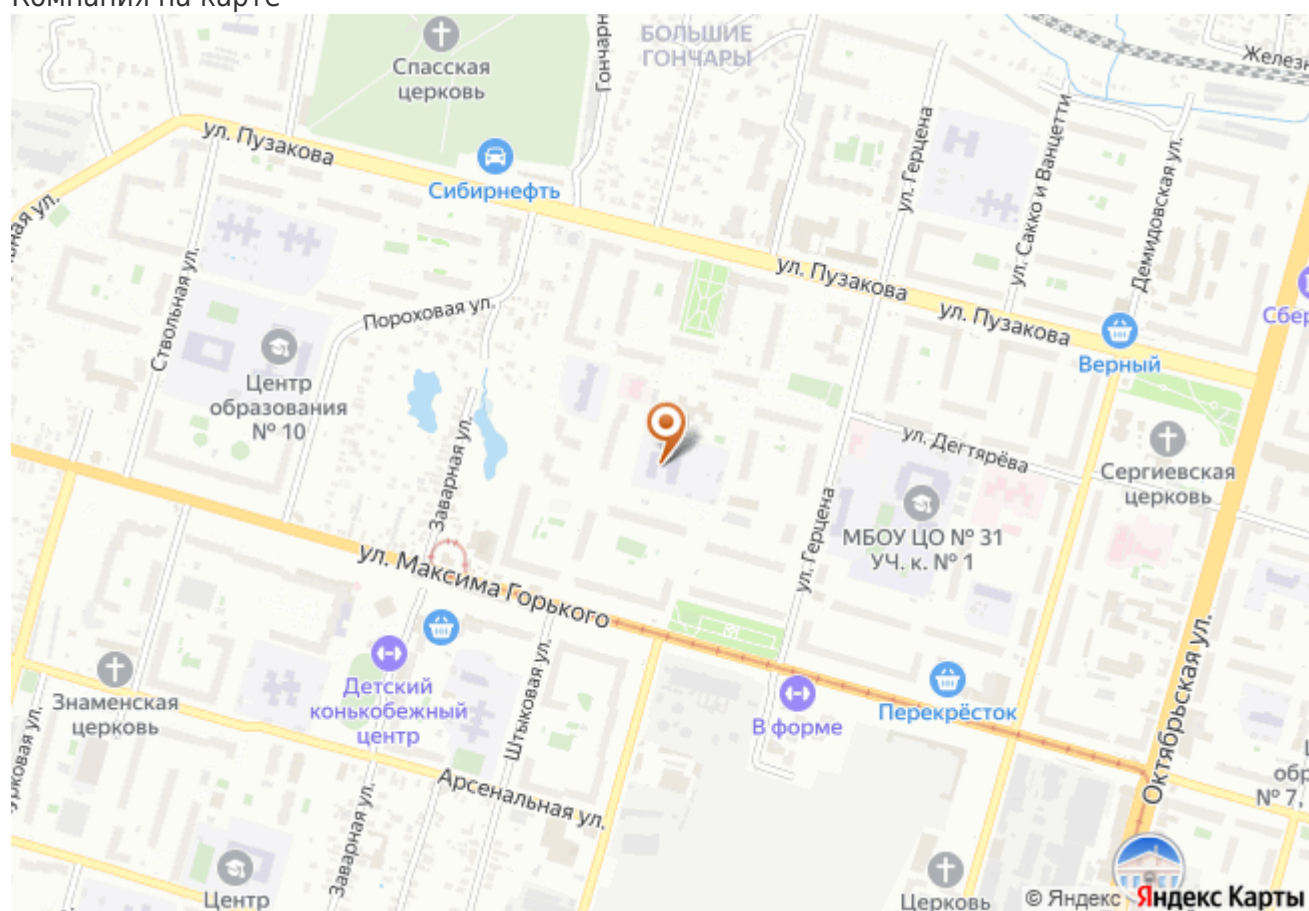 Компания на карте
БОЛЬШИЕ
ГОНЧАРЫ
Спасская
церковь
ул. Пузакова
Сибирнефть
ул. Герцена
ул. Сакко и Ванцетти
Демидовская ул.
ул. Пузакова
ул. Пузакова
Верный
Ствольная ул.
Пороховая ул.
Центр
образования
№ 10
Заварная ул.
ул. Дегтярёва
Сергиевская
церковь
МБОУ ЦО № 31
УЧ. к. № 1
ул. Герцена
ул. Максима Горького
Октябрьская ул.
Знаменская
церковь
Детский
конькобежный
центр
Штыковая ул.
В форме
Перекрёсток
Арсенальная ул.
Заварная ул.
№ 7,
Центр
Церковь
© Яндекс Яндекс Карты